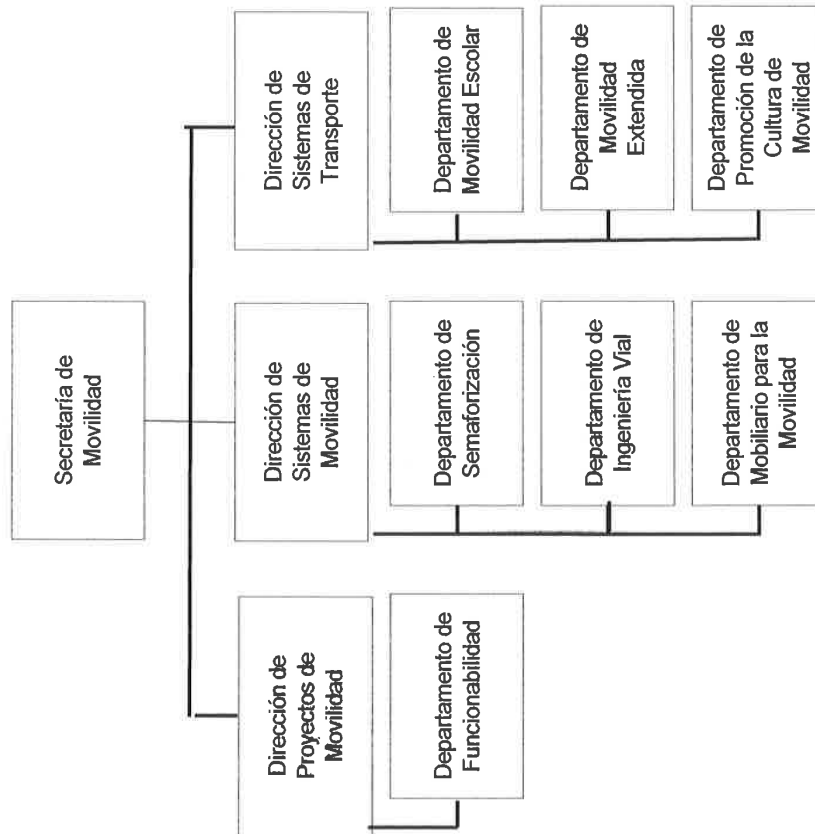 Secretaría de
Movilidad
Dirección de
Proyectos de
Movilidad
Departamento de
Funcionabilidad
Dirección de
Sistemas de
Movilidad
Departamento de
Semaforización
Departamento de
Ingeniería Vial
Departamento de
Mobiliario para la
Movilidad
Dirección de
Sistemas de
Transporte
Departamento de
Movilidad Escolar
Departamento de
Movilidad
Extendida
Departamento de
Promoción de la
Cultura de
Movilidad